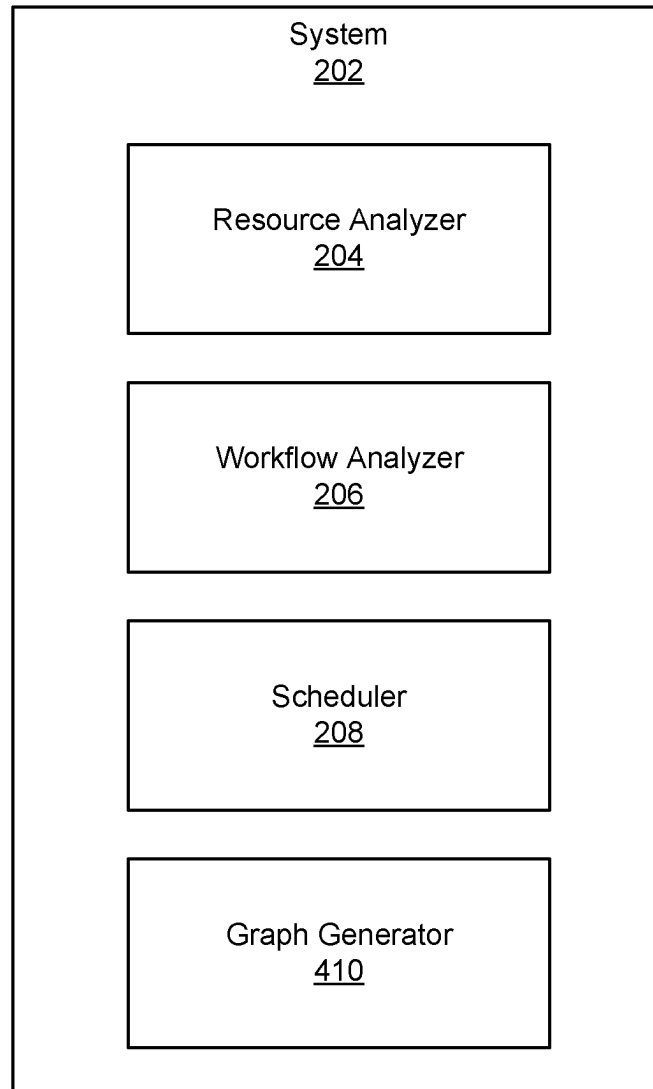 System
202
Resource Analyzer
204
Workflow Analyzer
206
Scheduler
208
Graph Generator
410